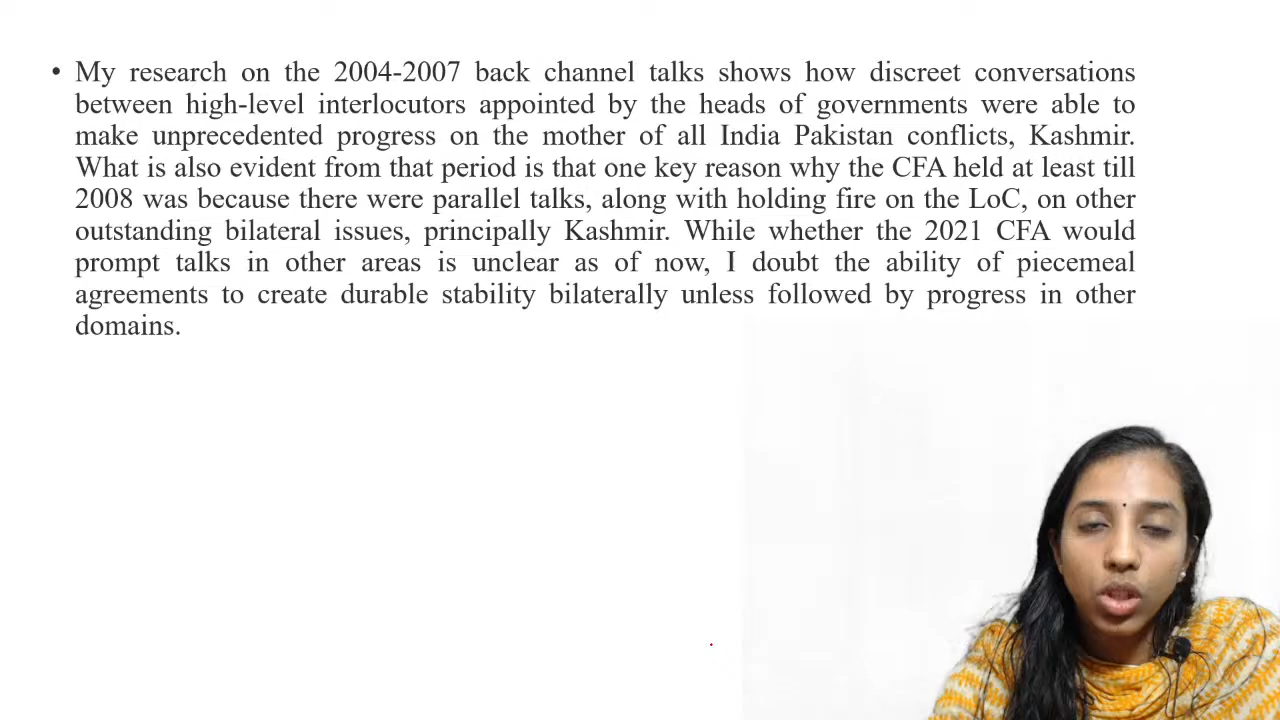 • My research on the 2004-2007 back channel talks shows how discreet conversations
between high-level interlocutors appointed by the heads of governments were able to
make unprecedented progress on the mother of all India Pakistan conflicts, Kashmir.
What is also evident from that period is that one key reason why the CFA held at least till
2008 was because there were parallel talks, along with holding fire on the LoC, on other
outstanding bilateral issues, principally Kashmir. While whether the 2021 CFA would
prompt talks in other areas is unclear as of now, I doubt the ability of piecemeal
agreements to create durable stability bilaterally unless followed by progress in other
domains.